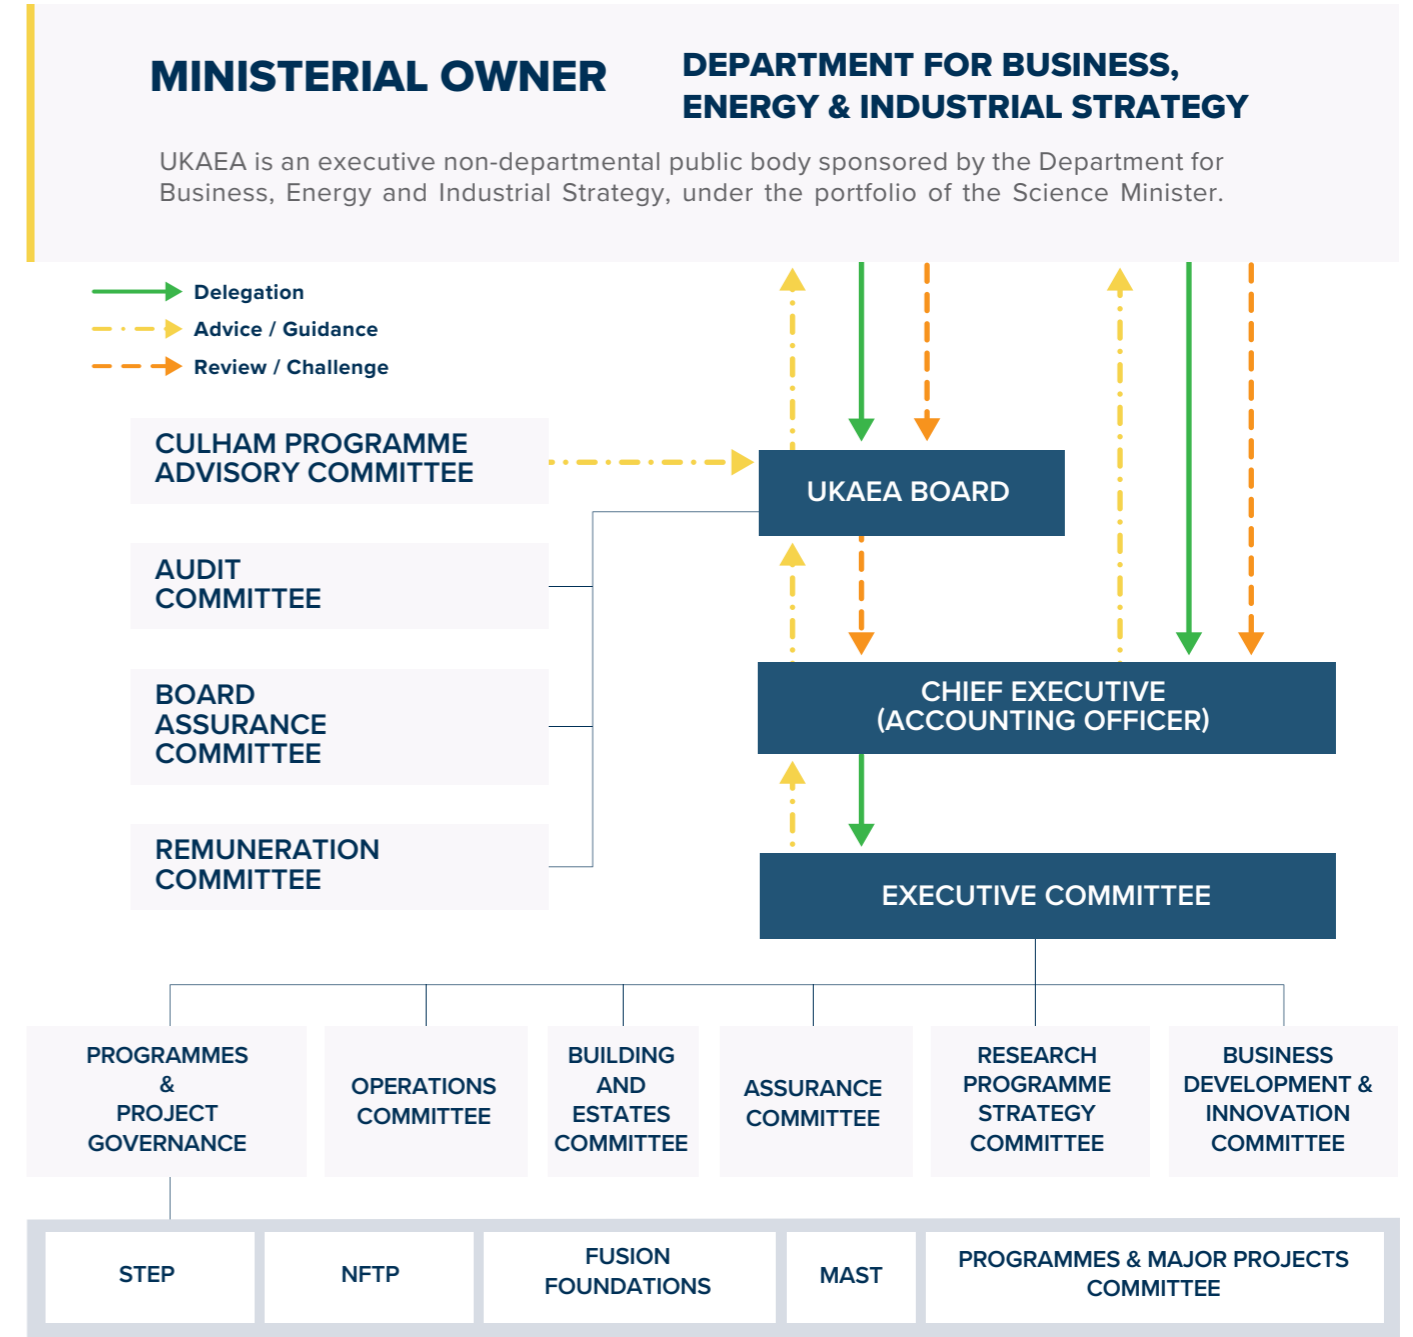 MINISTERIAL OWNER
DEPARTMENT FOR BUSINESS,
ENERGY & INDUSTRIAL STRATEGY
UKAEA is an executive non-departmental public body sponsored by the Department for
Business, Energy and Industrial Strategy, under the portfolio of the Science Minister.
Delegation
Advice / Guidance
Review / Challenge
CULHAM PROGRAMME
ADVISORY COMMITTEE
UKAEA BOARD
AUDIT
COMMITTEE
BOARD
ASSURANCE
COMMITTEE
CHIEF EXECUTIVE
(ACCOUNTING OFFICER)
REMUNERATION
COMMITTEE
EXECUTIVE COMMITTEE
PROGRAMMES
&
PROJECT
GOVERNANCE
OPERATIONS
COMMITTEE
BUILDING
AND
ESTATES
COMMITTEE
ASSURANCE
COMMITTEE
RESEARCH
PROGRAMME
STRATEGY
COMMITTEE
BUSINESS
DEVELOPMENT &
INNOVATION
COMMITTEE
STEP
NFTP
FUSION
FOUNDATIONS
MAST
PROGRAMMES & MAJOR PROJECTS
COMMITTEE